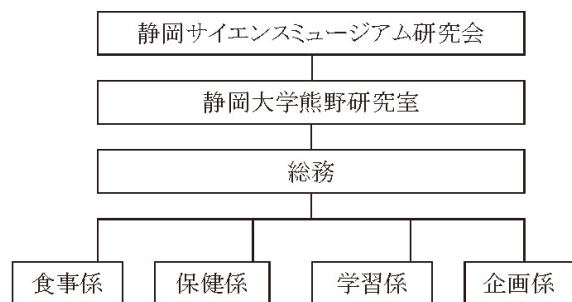 静岡サイエンスミュージアム研究会
静岡大学熊野研究室
総務
食事係
保健係
学習係
企画係